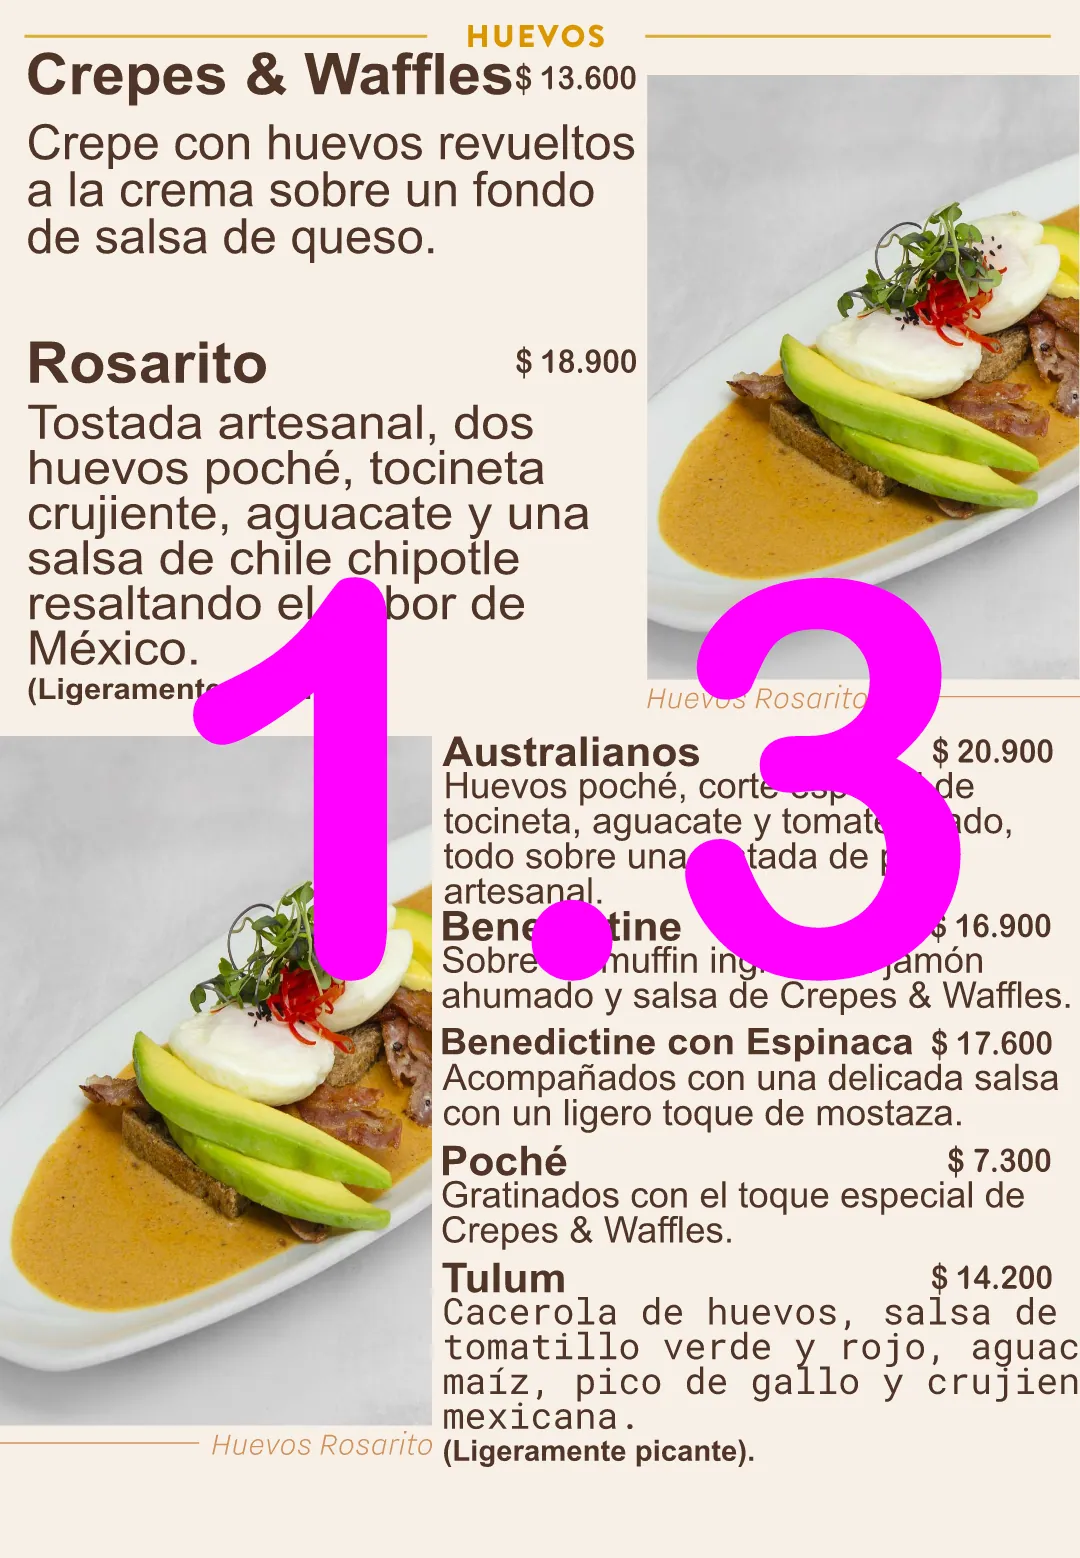 HUEVOS
Crepes & Waffles $ 13.600
Crepe con huevos revueltos
a la crema sobre un fondo
de salsa de queso.
Rosarito $ 18.900
Tostada artesanal, dos
huevos poché, tocineta
crujiente, aguacate y una
salsa de chile chipotle
resaltando el de
México.
Huevos Rosarito
1.3
Australianos $ 20.900
Huevos poché, corte de
tocineta, aguacate y tomate
todo sobre una de
artesanal.
$ 16.900
Sobre muffin jamón
ahumado y salsa de Crepes & Waffles.
Benedictine con Espinaca $ 17.600
Acompañados con una delicada salsa
con un ligero toque de mostaza.
Poché $ 7.300
Gratinados con el toque especial de
Crepes & Waffles.
Tulum $ 14.200
Cacerola de huevos, salsa de
tomatillo verde y rojo, aguac
maíz, pico de gallo y crujien
mexicana.
(Ligeramente picante).
Huevos Rosarito